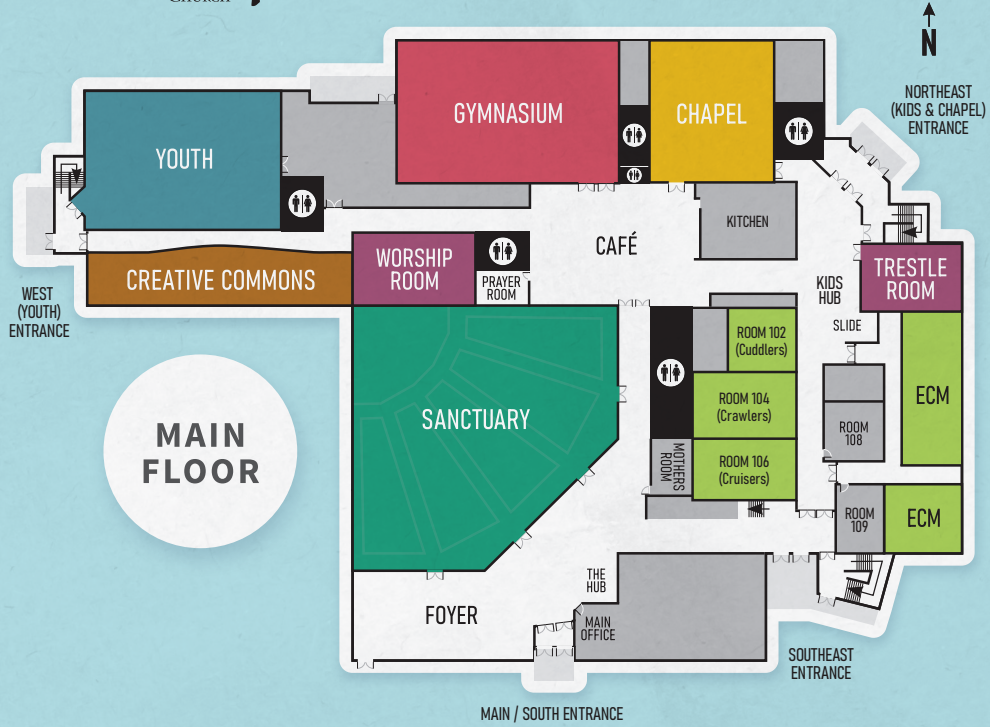 CHURCH
N
NORTHEAST
(KIDS & CHAPEL)
ENTRANCE
GYMNASIUM
CHAPEL
YOUTH
KITCHEN
CAFÉ
WORSHIP
ROOM
PRAYER
ROOM
CREATIVE COMMONS
TRESTLE
ROOM
KIDS
HUB
SLIDE
WEST
(YOUTH)
ENTRANCE
ROOM 102
(Cuddlers)
ECM
ROOM 104
(Crawlers)
SANCTUARY
MAIN
FLOOR
ROOM
108
MOTHERS
ROOM
ROOM 106
(Cruisers)
ROOM
109
ECM
THE
HUB
FOYER
MAIN
OFFICE
SOUTHEAST
ENTRANCE
MAIN / SOUTH ENTRANCE